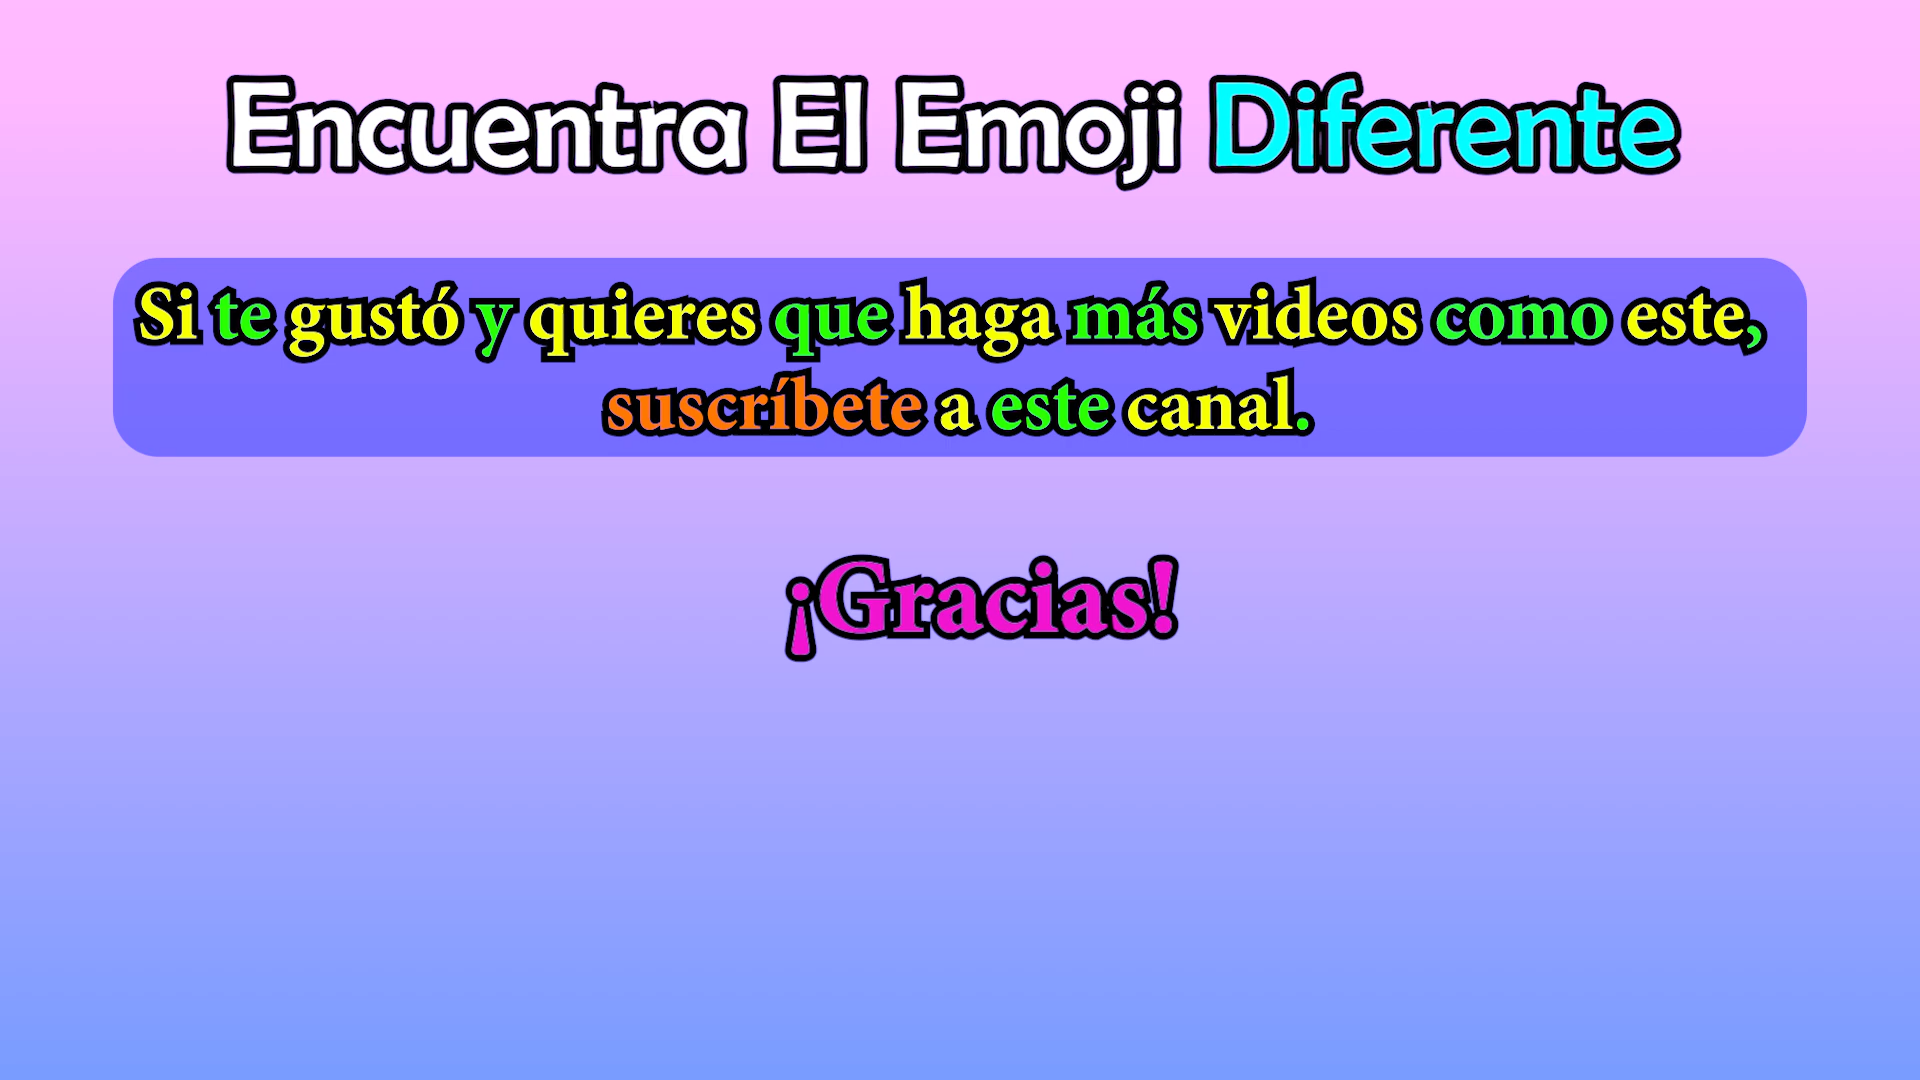 Encuentra El Emoji Diferente
Si te gustó y quieres que haga más videos como este,
suscríbete a este canal.
¡Gracias!